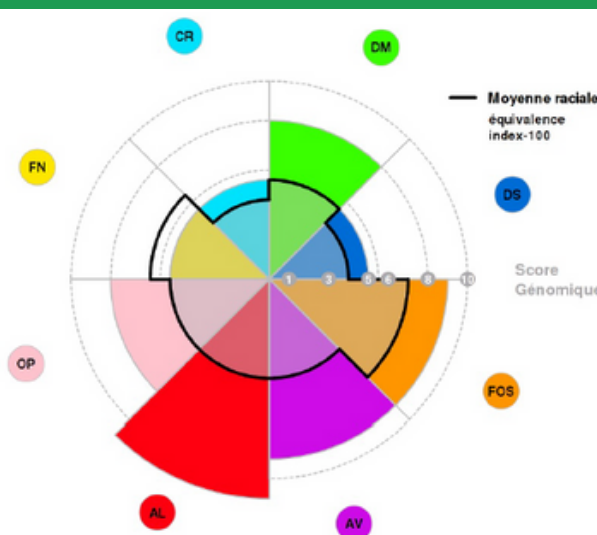 CR
DM
Moyenne raciale
équivalence
index-100
FN
DS
1 3 5 6 8 10
Score
Génomique
OP
FOS
AL
AV